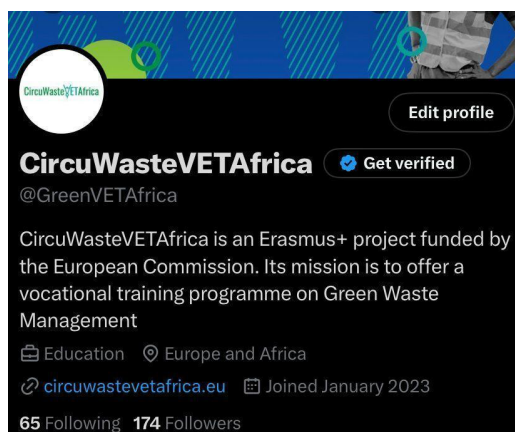 CircuWasteVETAfrica
Edit profile
CircuWasteVETAfrica Get verified
@GreenVETAfrica
CircuWasteVETAfrica is an Erasmus+ project funded by
the European Commission. Its mission is to offer a
vocational training programme on Green Waste
Management
Education Europe and Africa
circuwastevetafrica.eu Joined January 2023
65 Following 174 Followers